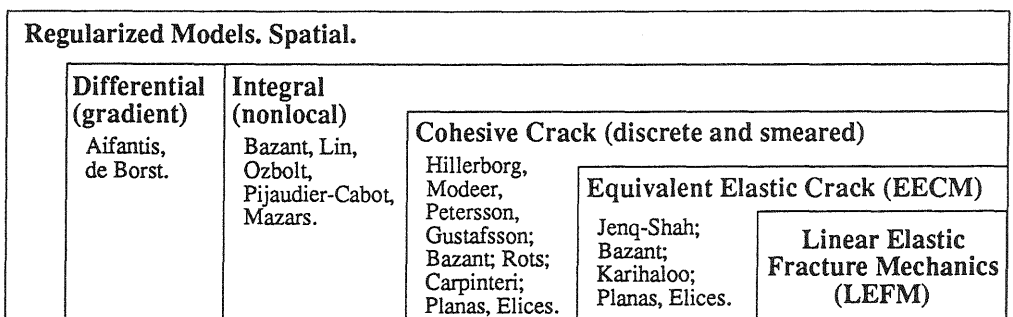 Regularized Models. Spatial.
Differential
(gradient)
Aifantis,
de Borst.
Integral
(nonlocal)
Bazant, Lin,
Ozbolt,
Pijaudier-Cabot,
Mazars.
Cohesive Crack (discrete and smeared)
Hillerborg,
Modeer,
Petersson,
Gustafsson;
Bazant; Rots;
Carpinteri;
Planas, Elices.
Equivalent Elastic Crack (EECM)
Jenq-Shah;
Bazant;
Karihaloo;
Planas, Elices.
Linear Elastic
Fracture Mechanics
(LEFM)